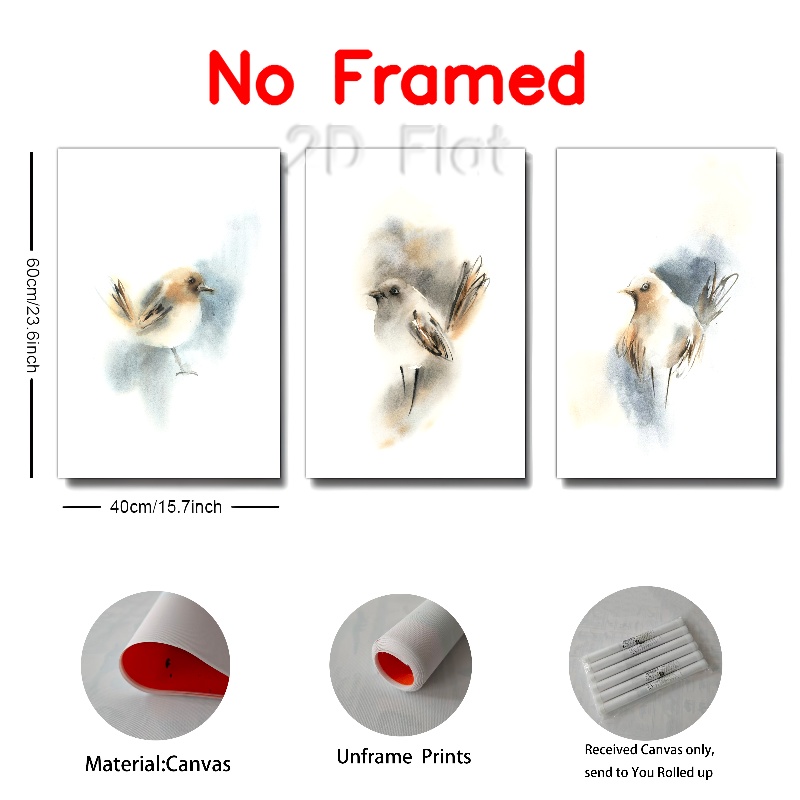 No Framed
2D Flat
60cm/23.6inch
40cm/15.7inch
Material:Canvas
Unframe Prints
Received Canvas only,
send to You Rolled up